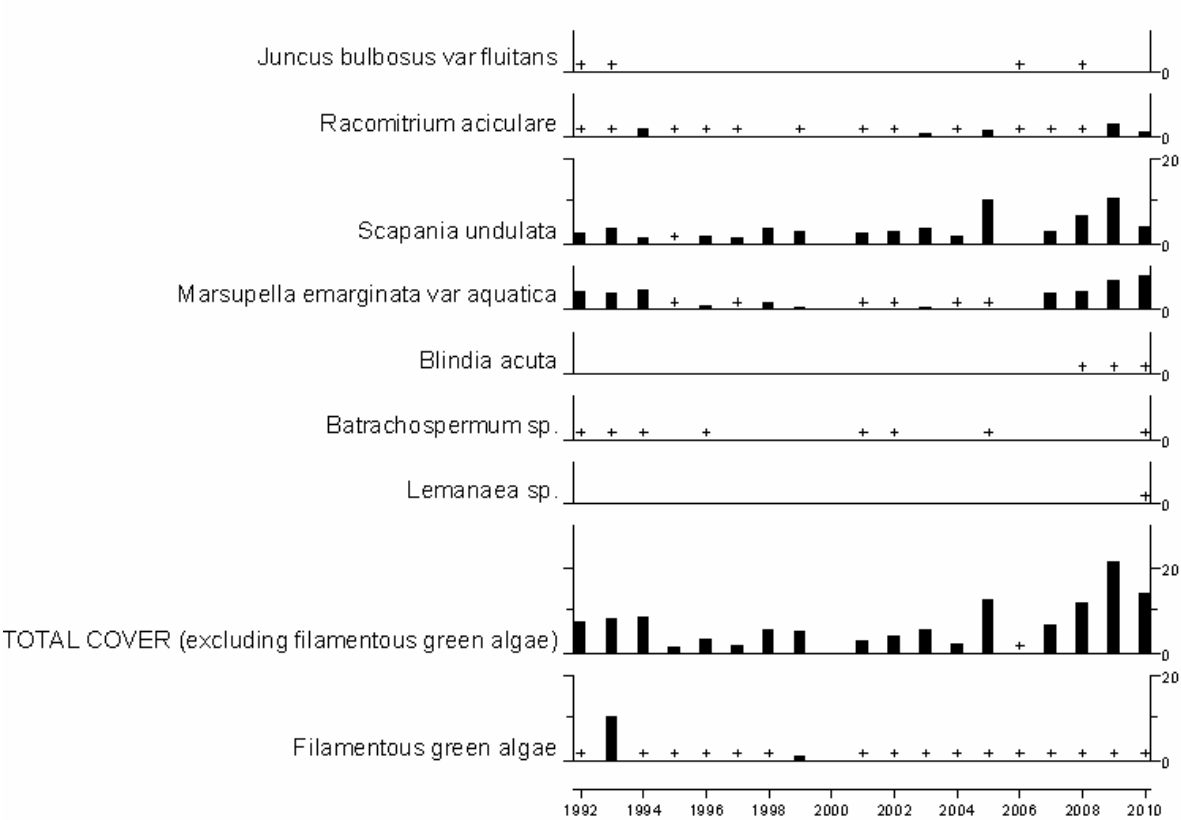 Juncus bulbosus var fluitans
0
Racomitrium aciculare
0
20
Scapania undulata
0
Marsupella emarginata var aquatica
0
Blindia acuta
0
Batrachospermum sp.
0
Lemanaea sp.
0
20
TOTAL COVER (excluding filamentous green algae)
0
20
Filamentous green algae
0
1992 1994 1996 1998 2000 2002 2004 2006 2008 2010